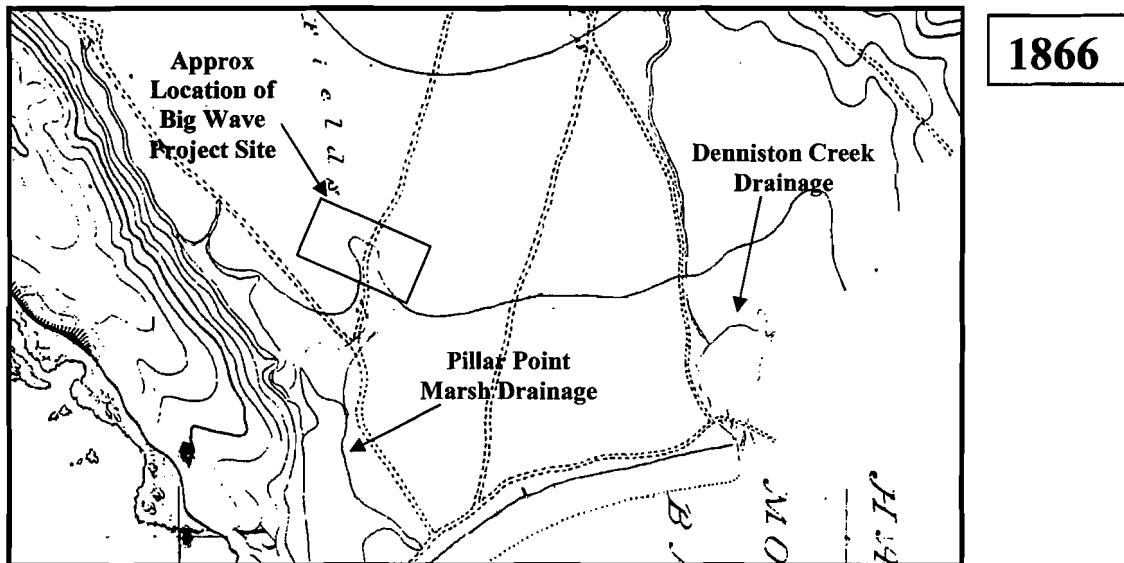 1866
Approx
Location of
Big Wave
Project Site
Denniston Creek
Drainage
Pillar Point
Marsh Drainage